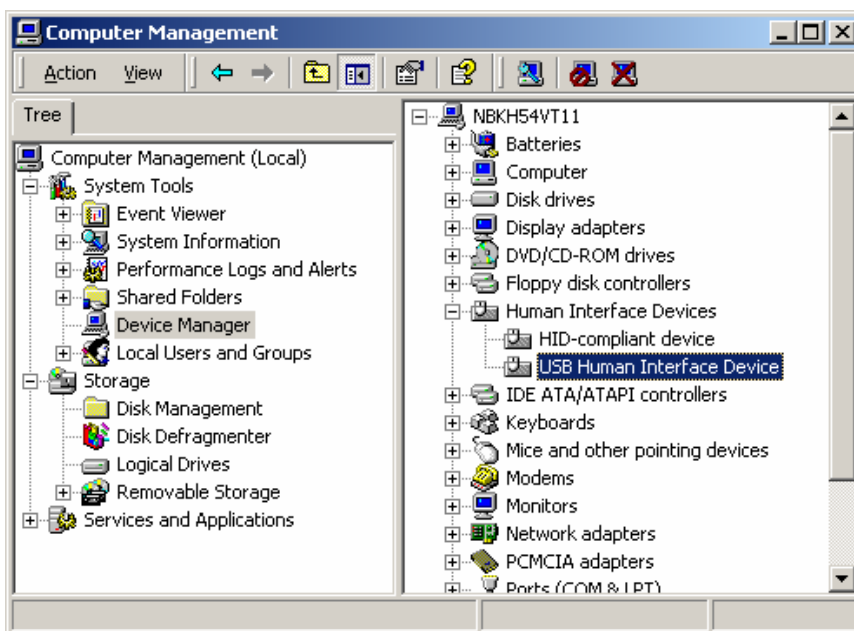 Computer Management
Action View
Tree
Computer Management (Local)
System Tools
Event Viewer
System Information
Performance Logs and Alerts
Shared Folders
Device Manager
Local Users and Groups
Storage
Disk Management
Disk Defragmenter
Logical Drives
Removable Storage
Services and Applications
NBKH54VT11
Batteries
Computer
Disk drives
Display adapters
DVD/CD-ROM drives
Floppy disk controllers
Human Interface Devices
HID-compliant device
USB Human Interface Device
IDE ATA/ATAPI controllers
Keyboards
Mice and other pointing devices
Modems
Monitors
Network adapters
PCMCIA adapters
Ports (COM & LPT)